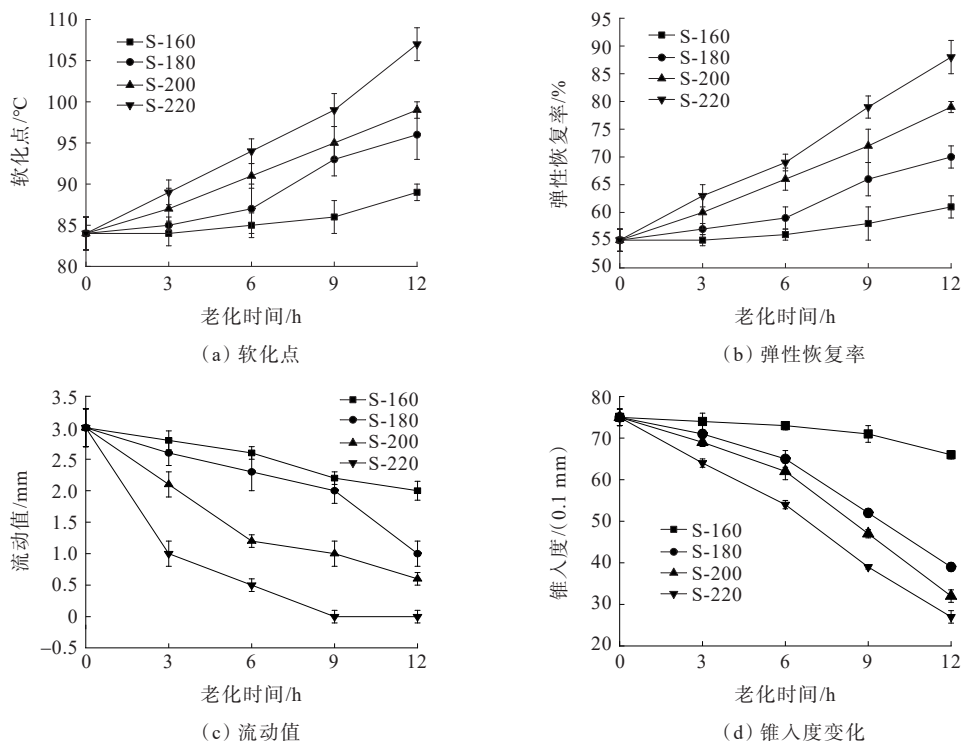 110
105
100
95
90
85
80
软化点/℃
S-160
S-180
S-200
S-220
0
3
6
9
12
老化时间/h
(a) 软化点
95
90
85
80
75
70
65
60
55
50
弹性恢复率/%
S-160
S-180
S-200
S-220
0
3
6
9
12
老化时间/h
(b) 弹性恢复率
3.5
3.0
2.5
2.0
1.5
1.0
0.5
0
−0.5
流动值/mm
S-160
S-180
S-200
S-220
0
3
6
9
12
老化时间/h
(c) 流动值
80
70
60
50
40
30
20
锥入度/(0.1 mm)
S-160
S-180
S-200
S-220
0
3
6
9
12
老化时间/h
(d) 锥入度变化